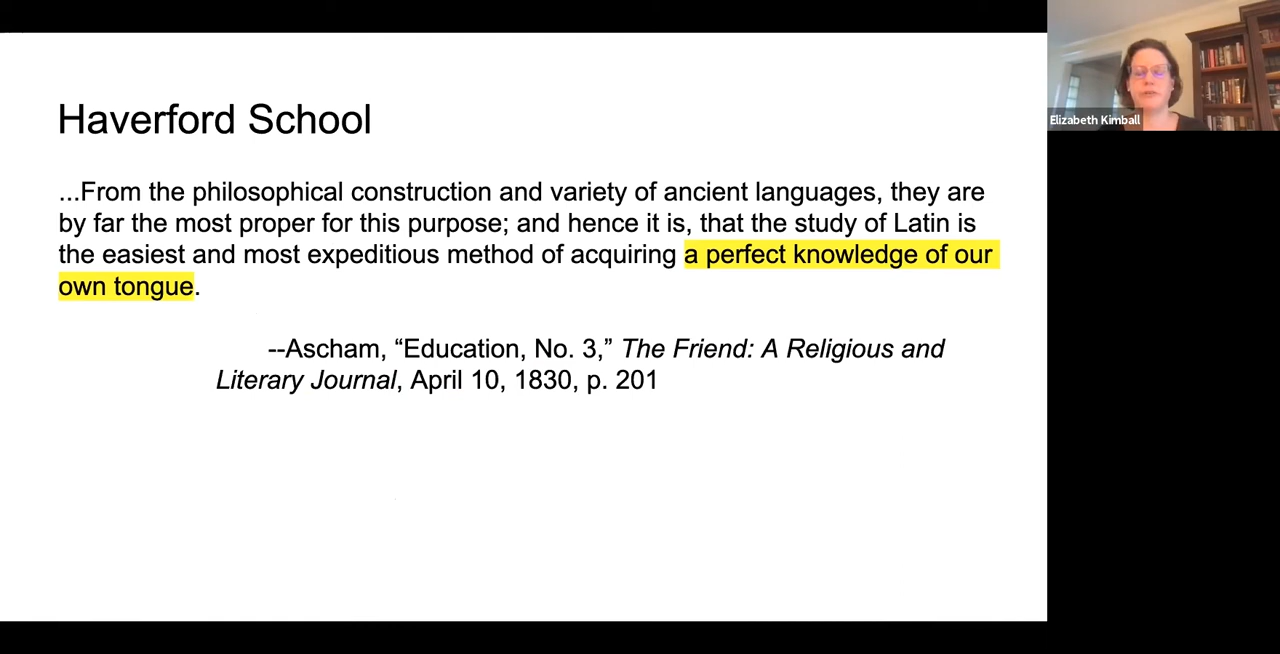 Haverford School
...From the philosophical construction and variety of ancient languages, they are
by far the most proper for this purpose; and hence it is, that the study of Latin is
the easiest and most expeditious method of acquiring a perfect knowledge of our
own tongue.
--Ascham, “Education, No. 3,” The Friend: A Religious and
Literary Journal, April 10, 1830, p. 201
Elizabeth Kimball